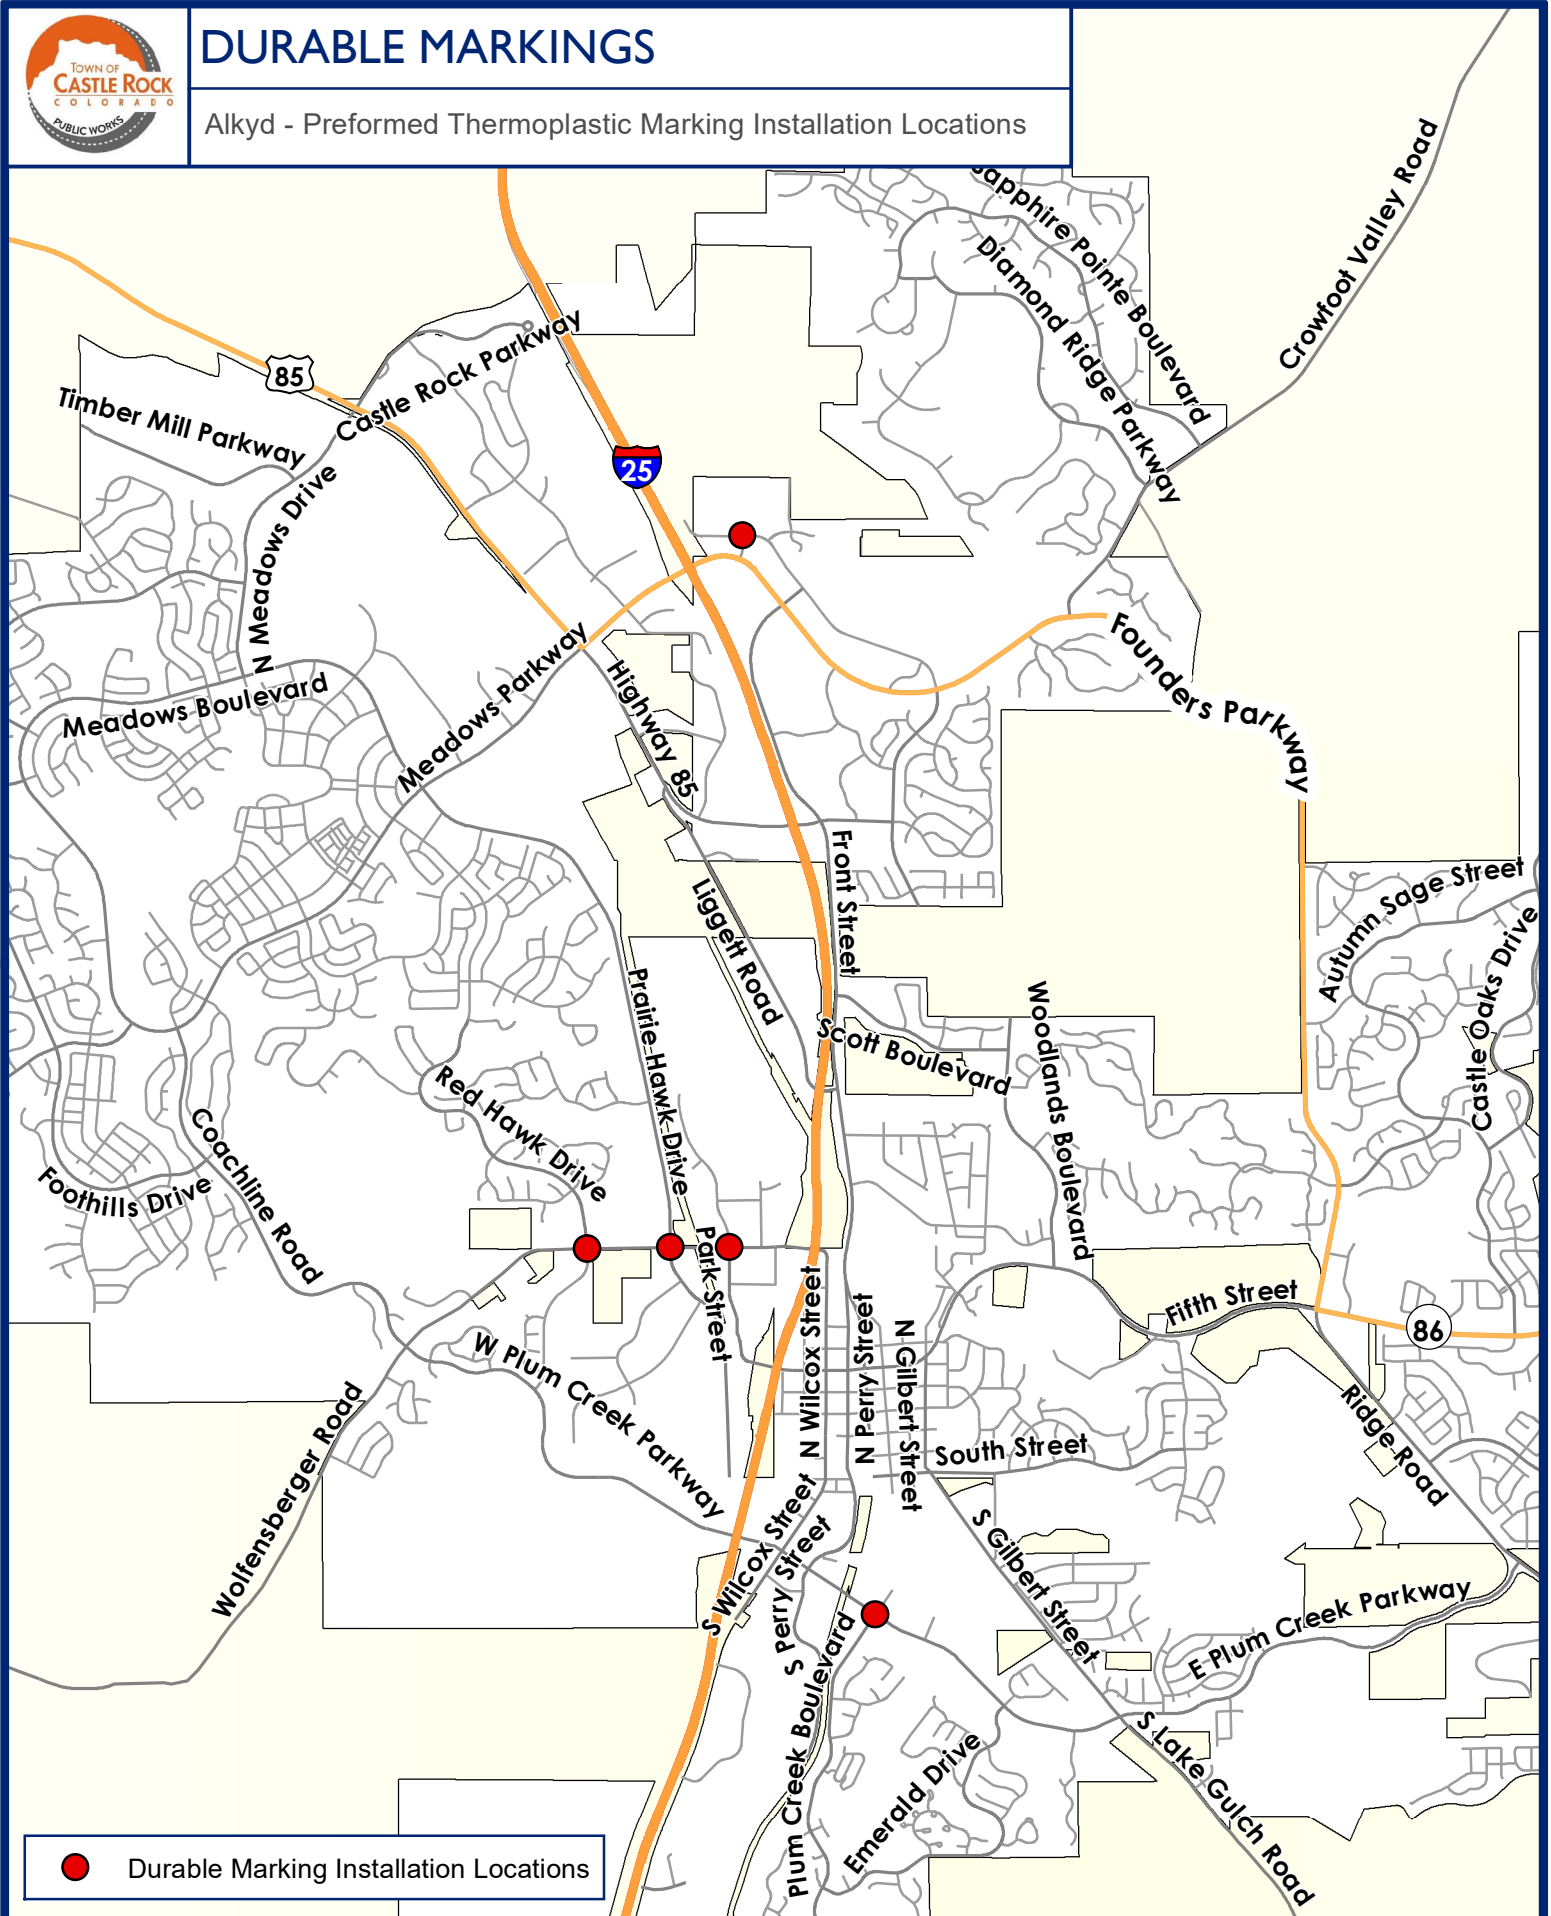 TOWN OF
CASTLE ROCK
COLORADO
PUBLIC WORKS
DURABLE MARKINGS
Alkyd - Preformed Thermoplastic Marking Installation Locations
Sapphire Pointe Boulevard
Diamond Ridge Parkway
Crowfoot Valley Road
85
Castle Rock Parkway
Timber Mill Parkway
25
N Meadows Drive
Founders Parkway
Meadows Parkway
Meadows Boulevard
Highway 85
Front Street
Liggett Road
Autumn Sage Street
Castle Oaks Drive
Prairie Hawk Drive
Scott Boulevard
Woodlands Boulevard
Red Hawk Drive
Coachline Road
Foothills Drive
Park Street
Fifth Street
86
N Wilcox Street
N Perry Street
N Gilbert Street
W Plum Creek Parkway
Wolfensberger Road
South Street
Ridge Road
S Wilcox Street
S Perry Street
S Gilbert Street
E Plum Creek Parkway
Plum Creek Boulevard
Emerald Drive
S Lake Gulch Road
Durable Marking Installation Locations